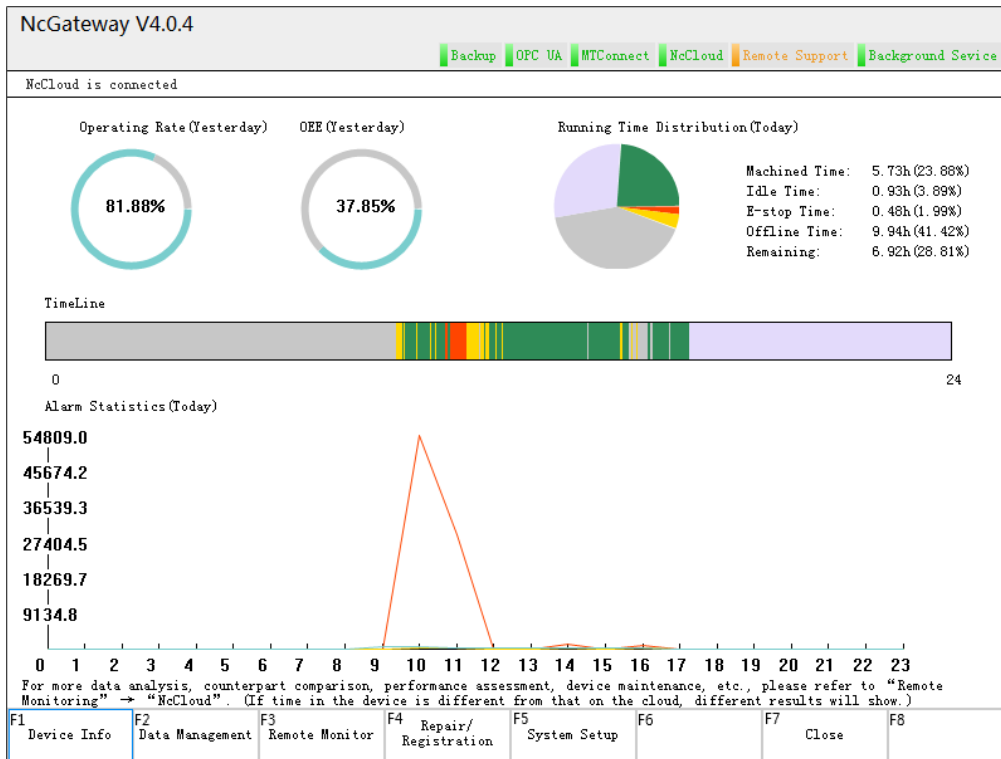 NcGateway V4.0.4
Backup OPC UA MTConnect NcCloud Remote Support Background Sevice
NcCloud is connected
Operating Rate(Yesterday) OEE(Yesterday) Running Time Distribution(Today)
81.88% 37.85%
Machined Time: 5.73h(23.88%)
Idle Time: 0.93h(3.89%)
E-stop Time: 0.48h(1.99%)
Offline Time: 9.94h(41.42%)
Remaining: 6.92h(28.81%)
TimeLine
0 24
Alarm Statistics(Today)
54809.0
45674.2
36539.3
27404.5
18269.7
9134.8
0 1 2 3 4 5 6 7 8 9 10 11 12 13 14 15 16 17 18 19 20 21 22 23
For more data analysis, counterpart comparison, performance assessment, device maintenance, etc., please refer to “Remote
Monitoring” → “NcCloud”. (If time in the device is different from that on the cloud, different results will show.)
F1 Device Info
F2 Data Management
F3 Remote Monitor
F4 Repair/
Registration
F5 System Setup
F6
F7 Close
F8